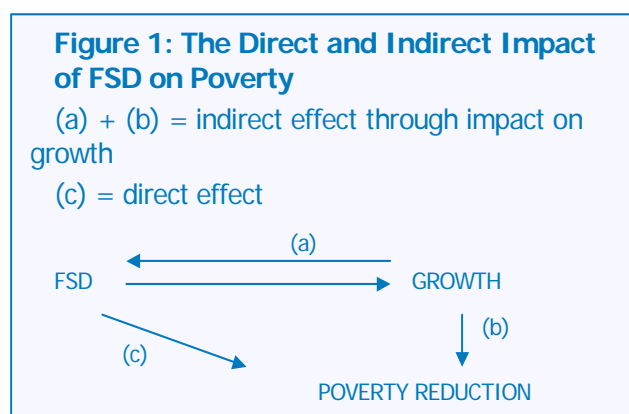 Figure 1: The Direct and Indirect Impact
of FSD on Poverty
(a) + (b) = indirect effect through impact on
growth
(c) = direct effect
(a)
FSD
GROWTH
(b)
(c)
POVERTY REDUCTION